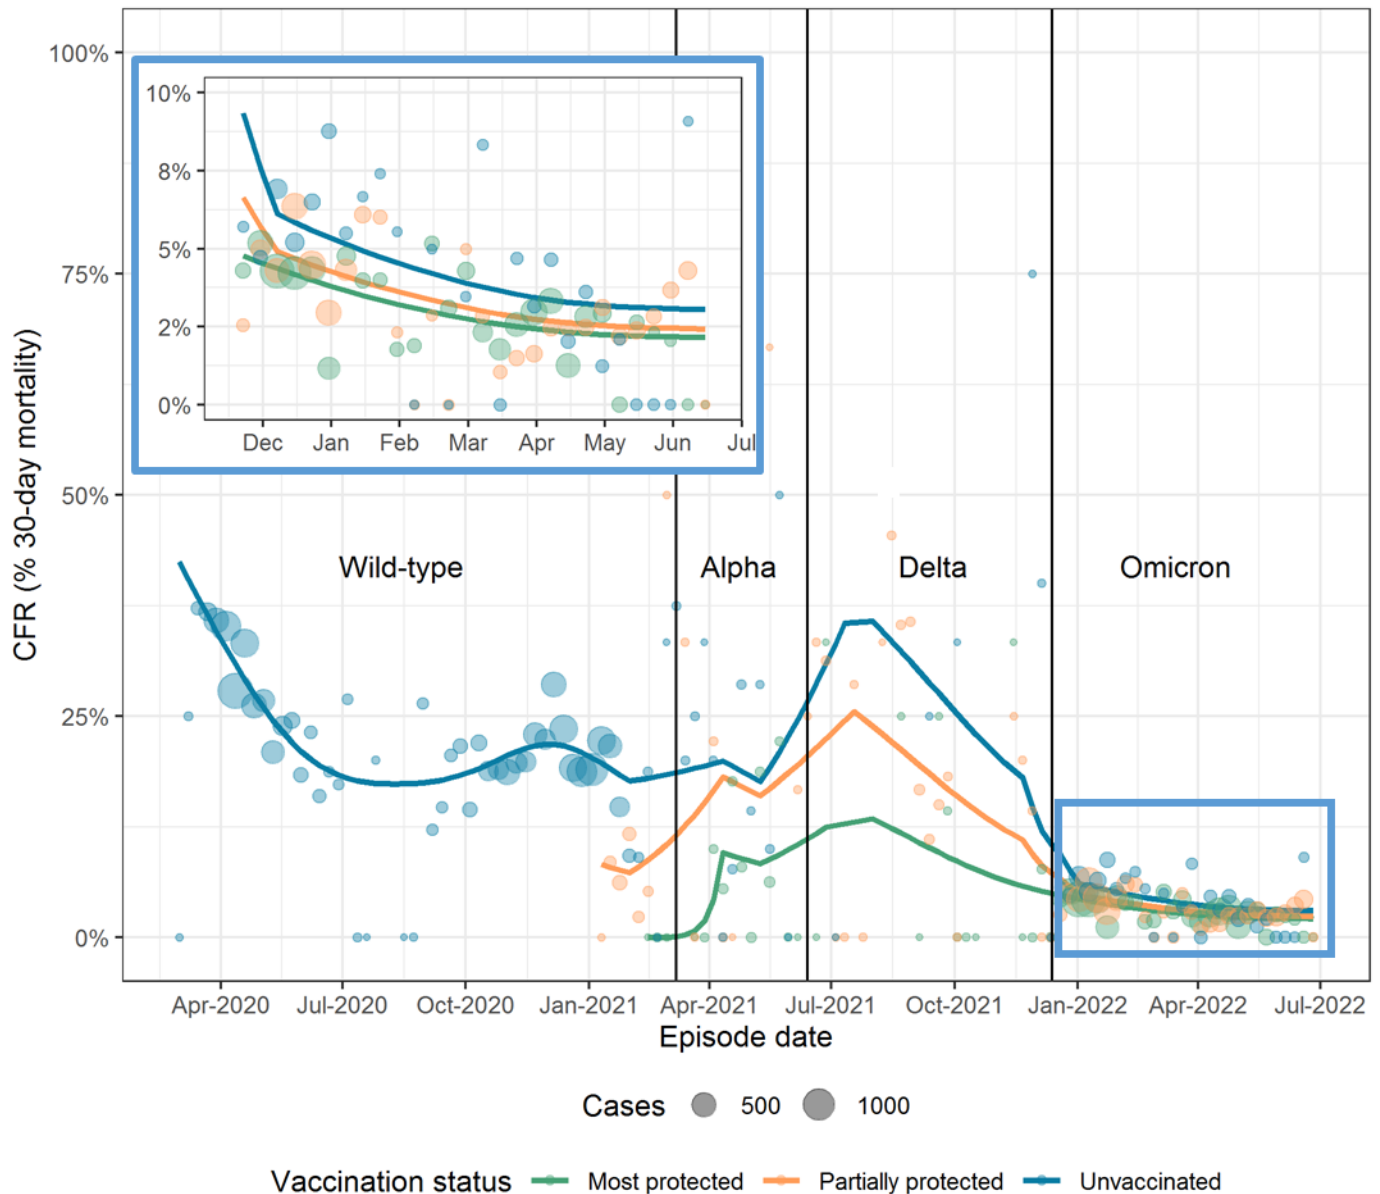 100%
75%
50%
25%
0%
CFR (% 30-day mortality)
10%
8%
5%
2%
0%
Dec Jan Feb Mar Apr May Jun Jul
Wild-type Alpha Delta Omicron
Apr-2020 Jul-2020 Oct-2020 Jan-2021 Apr-2021 Jul-2021 Oct-2021 Jan-2022 Apr-2022 Jul-2022
Episode date
Cases 500 1000
Vaccination status Most protected Partially protected Unvaccinated